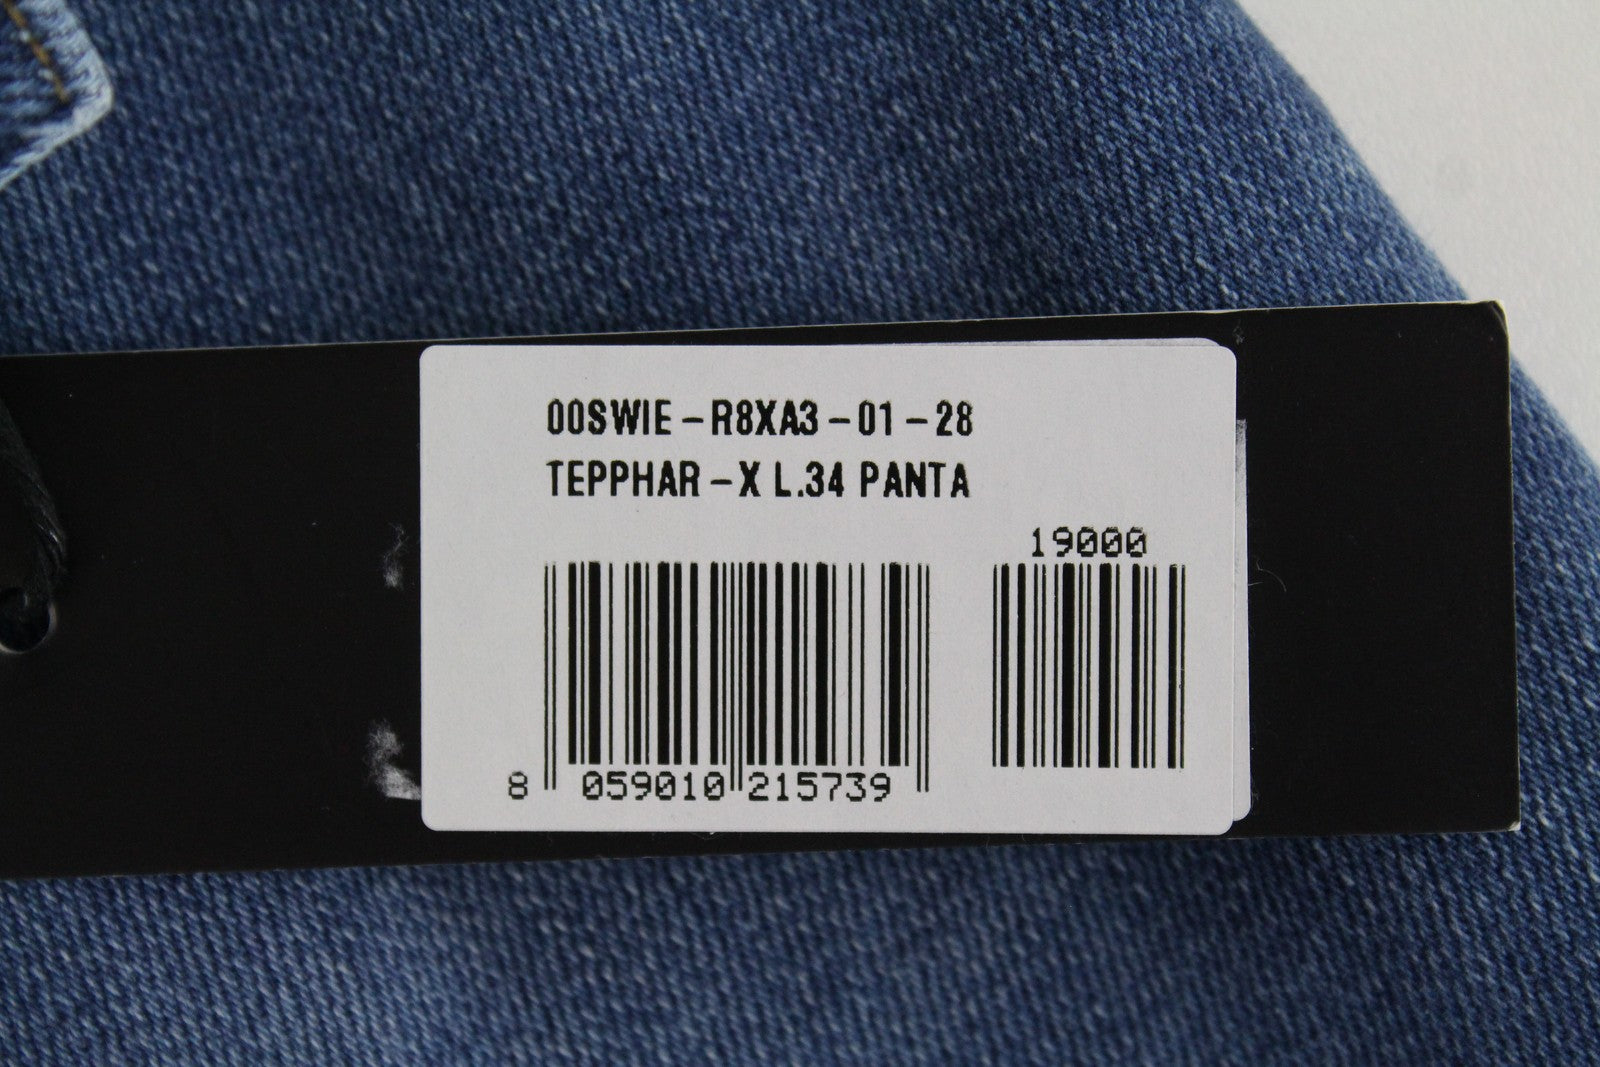 00SWIE-R8XA3-01-28
TEPPHAR-X L.34 PANTA
19000
8 059010 215739